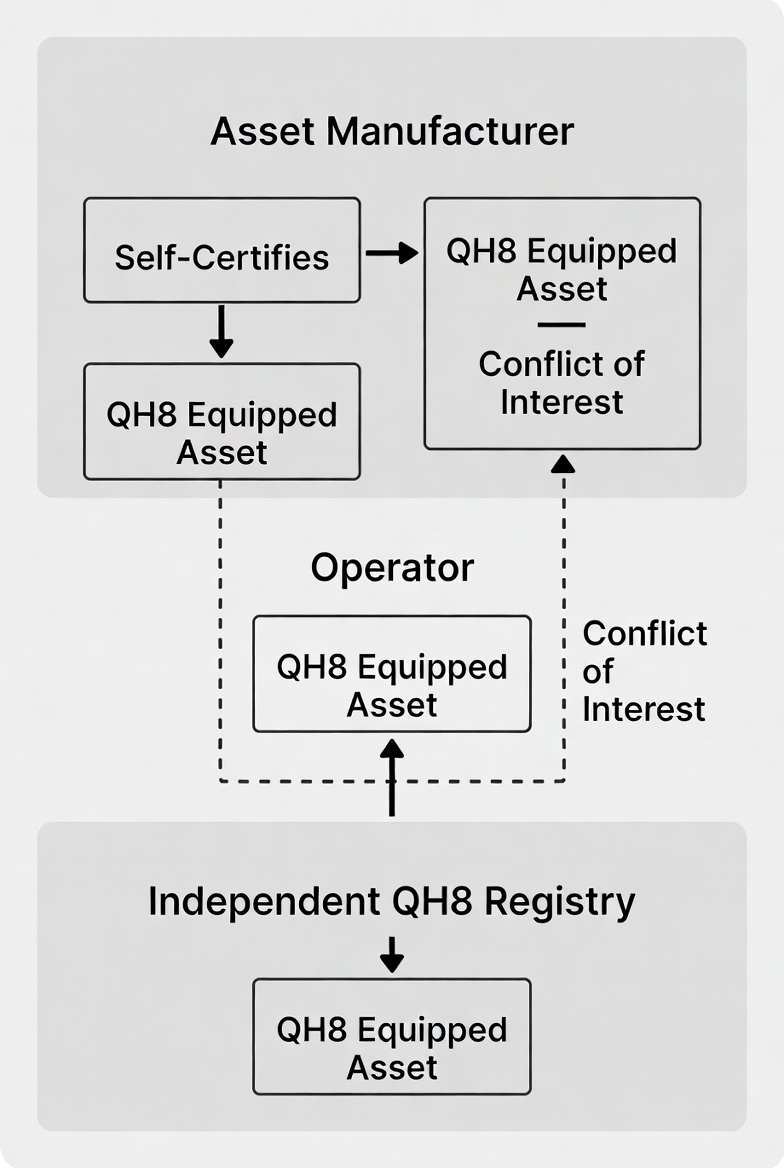 Asset Manufacturer
Self-Certifies
QH8 Equipped
Asset
Conflict of
Interest
QH8 Equipped
Asset
Operator
QH8 Equipped
Asset
Conflict
of
Interest
Independent QH8 Registry
QH8 Equipped
Asset